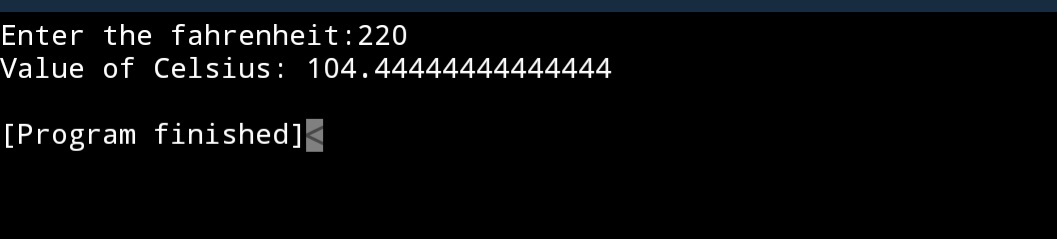 Enter the fahrenheit:220
Value of Celsius: 104.44444444444444
[Program finished]<